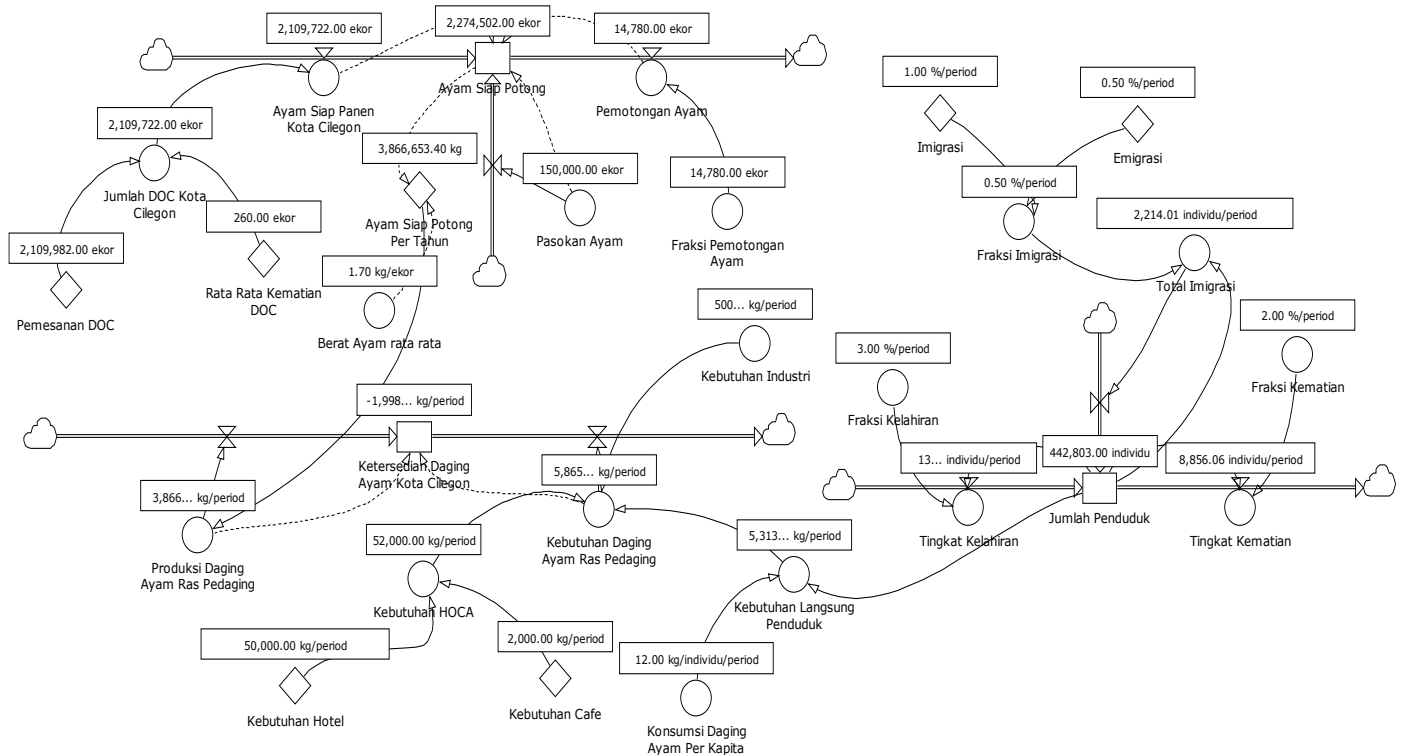 2,109,722.00 ekor
2,274,502.00 ekor
14,780.00 ekor
Ayam Siap Panen
Kota Cilegon
Ayam Siap Potong
Pemotongan Ayam
2,109,722.00 ekor
3,866,653.40 kg
150,000.00 ekor
14,780.00 ekor
Jumlah DOC Kota
Cilegon
260.00 ekor
Ayam Siap Potong
Per Tahun
Pasokan Ayam
Fraksi Pemotongan
Ayam
2,109,982.00 ekor
Rata Rata Kematian
DOC
Pemesanan DOC
1.70 kg/ekor
Berat Ayam rata rata
1.00 %/period
0.50 %/period
Imigrasi
Emigrasi
0.50 %/period
2,214.01 individu/period
Fraksi Imigrasi
Total Imigrasi
500... kg/period
Kebutuhan Industri
3.00 %/period
2.00 %/period
Fraksi Kelahiran
Fraksi Kematian
-1,998... kg/period
Ketersedian Daging
Ayam Kota Cilegon
5,865... kg/period
3,866... kg/period
Produksi Daging
Ayam Ras Pedaging
52,000.00 kg/period
Kebutuhan Daging
Ayam Ras Pedaging
5,313... kg/period
13... individu/period
442,803.00 individu
8,856.06 individu/period
Tingkat Kelahiran
Jumlah Penduduk
Tingkat Kematian
Kebutuhan HOCA
Kebutuhan Langsung
Penduduk
50,000.00 kg/period
2,000.00 kg/period
12.00 kg/individu/period
Kebutuhan Hotel
Kebutuhan Cafe
Konsumsi Daging
Ayam Per Kapita